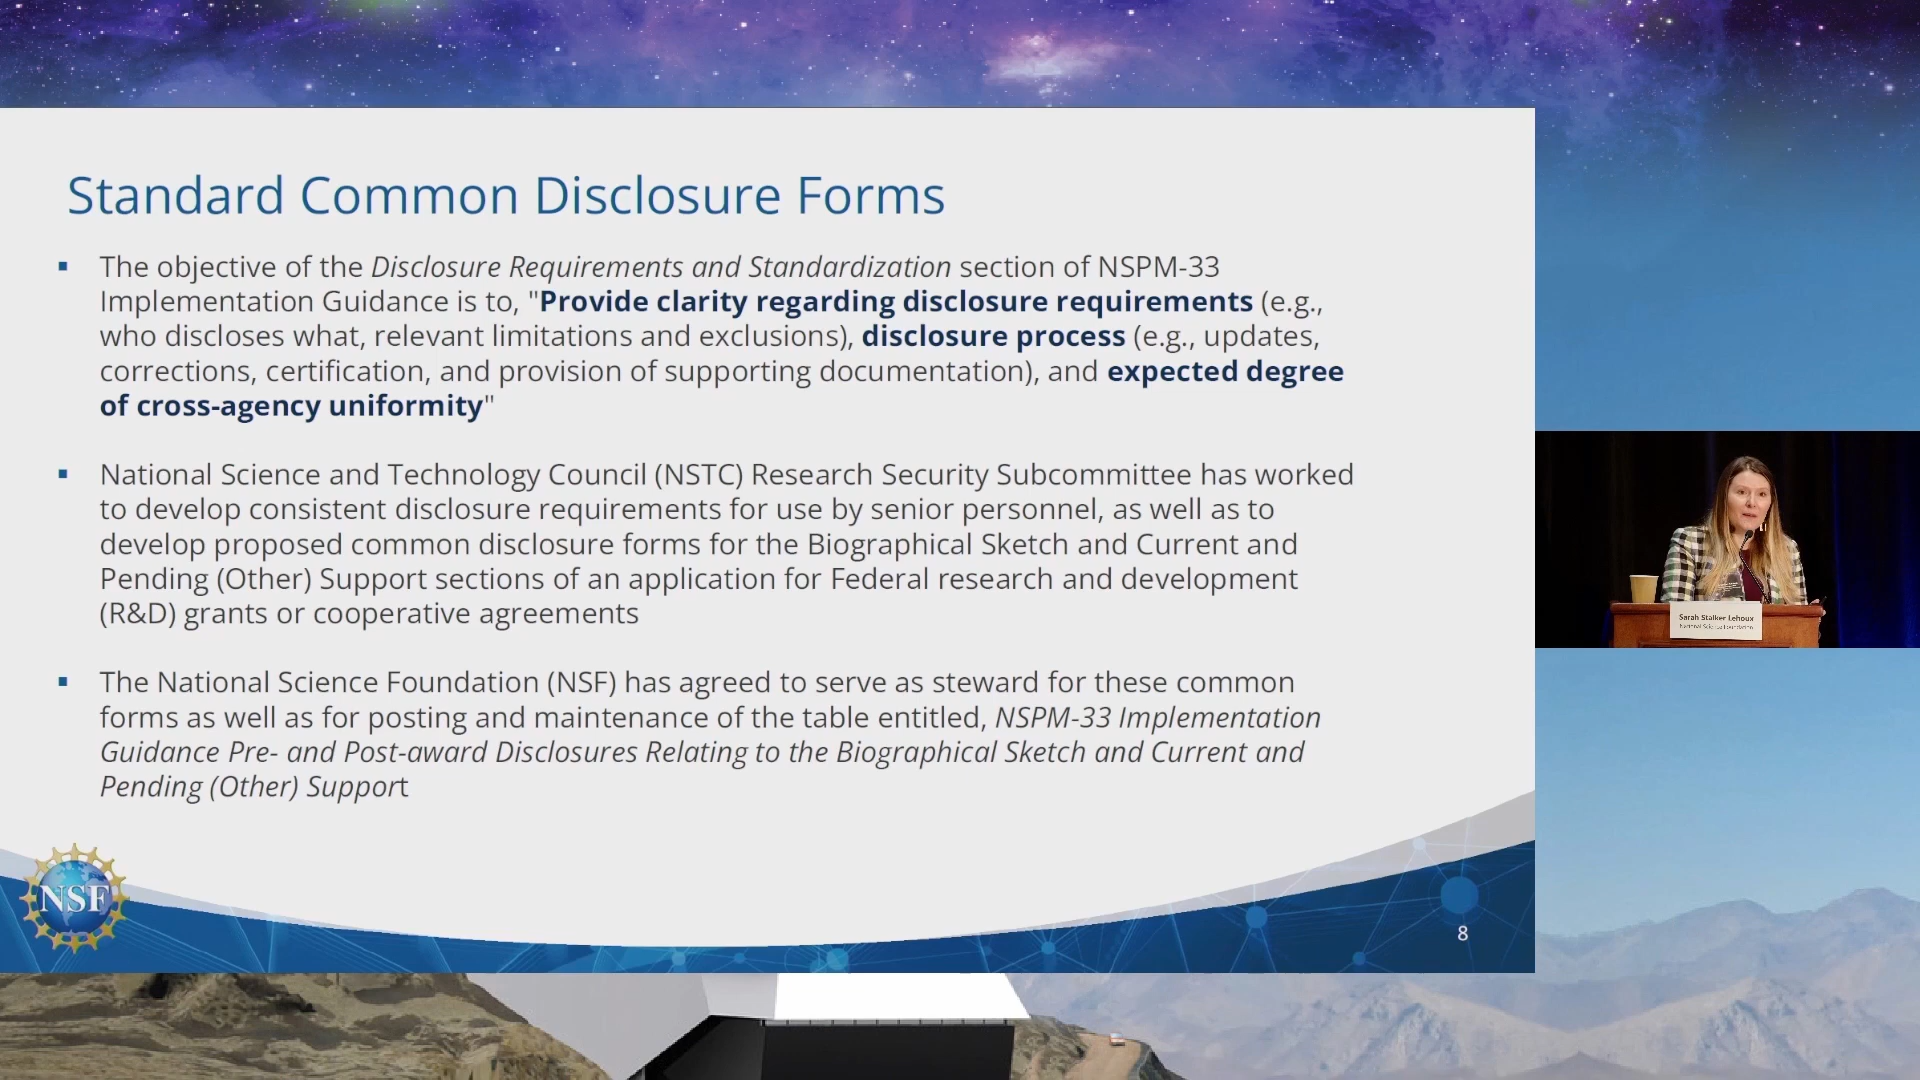 Standard Common Disclosure Forms
▪ The objective of the Disclosure Requirements and Standardization section of NSPM-33
Implementation Guidance is to, "Provide clarity regarding disclosure requirements (e.g.,
who discloses what, relevant limitations and exclusions), disclosure process (e.g., updates,
corrections, certification, and provision of supporting documentation), and expected degree
of cross-agency uniformity"
▪ National Science and Technology Council (NSTC) Research Security Subcommittee has worked
to develop consistent disclosure requirements for use by senior personnel, as well as to
develop proposed common disclosure forms for the Biographical Sketch and Current and
Pending (Other) Support sections of an application for Federal research and development
(R&D) grants or cooperative agreements
▪ The National Science Foundation (NSF) has agreed to serve as steward for these common
forms as well as for posting and maintenance of the table entitled, NSPM-33 Implementation
Guidance Pre- and Post-award Disclosures Relating to the Biographical Sketch and Current and
Pending (Other) Support
NSF
8
Sarah Stalker Lehoux
National Science Foundation